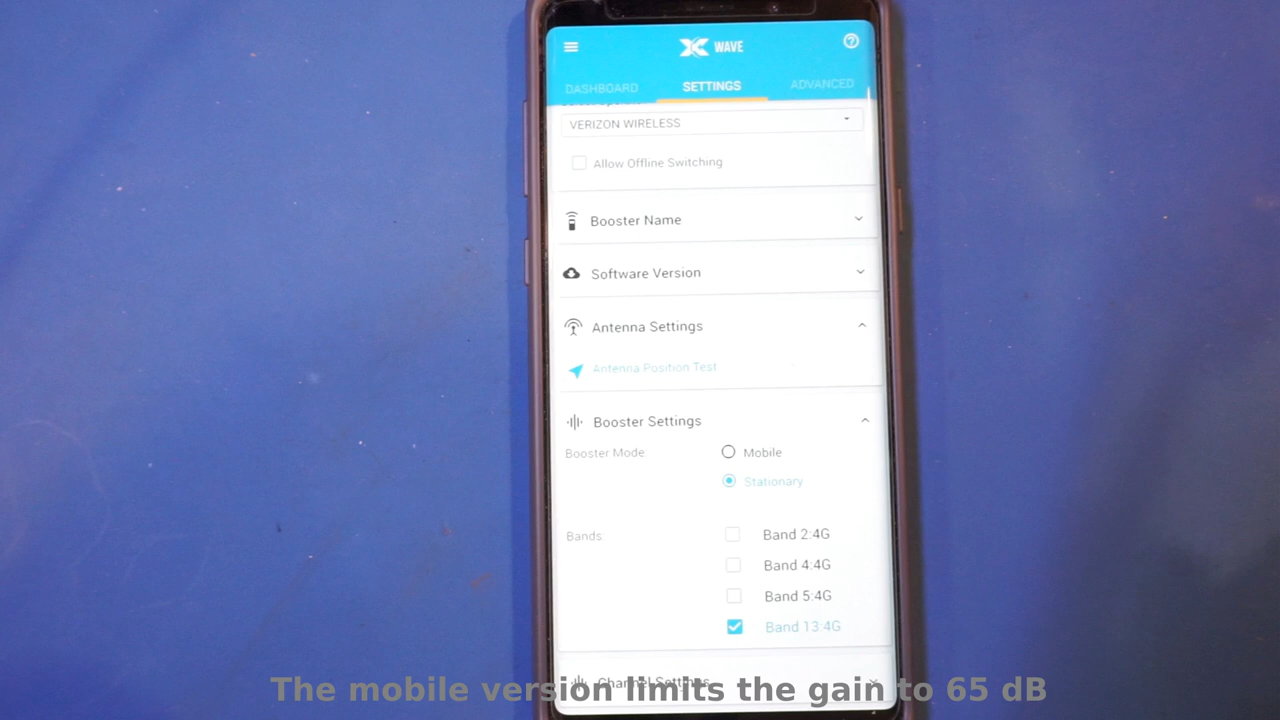 WAVE
DASHBOARD SETTINGS ADVANCED
VERIZON WIRELESS
Allow Offline Switching
Booster Name
Software Version
Antenna Settings
Antenna Position Test
Booster Settings
Booster Mode Mobile
Stationary
Bands: Band 2:4G
Band 4:4G
Band 5:4G
Band 13:4G
Channel Settings
The mobile version limits the gain to 65 dB